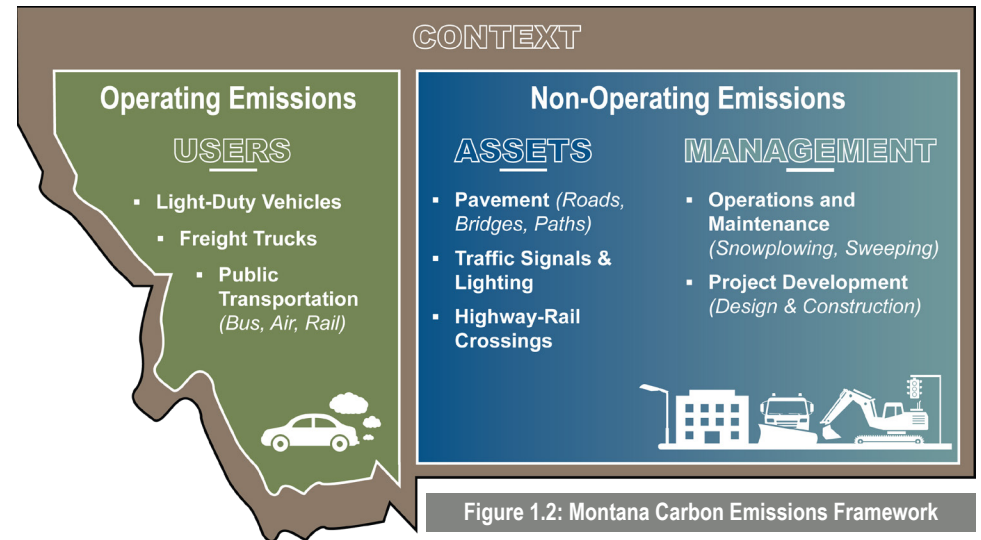 CONTEXT
Operating Emissions
USERS
▪ Light-Duty Vehicles
▪ Freight Trucks
▪ Public
Transportation
(Bus, Air, Rail)
Non-Operating Emissions
ASSETS
▪ Pavement (Roads,
Bridges, Paths)
▪ Traffic Signals &
Lighting
▪ Highway-Rail
Crossings
MANAGEMENT
▪ Operations and
Maintenance
(Snowplowing, Sweeping)
▪ Project Development
(Design & Construction)
Figure 1.2: Montana Carbon Emissions Framework